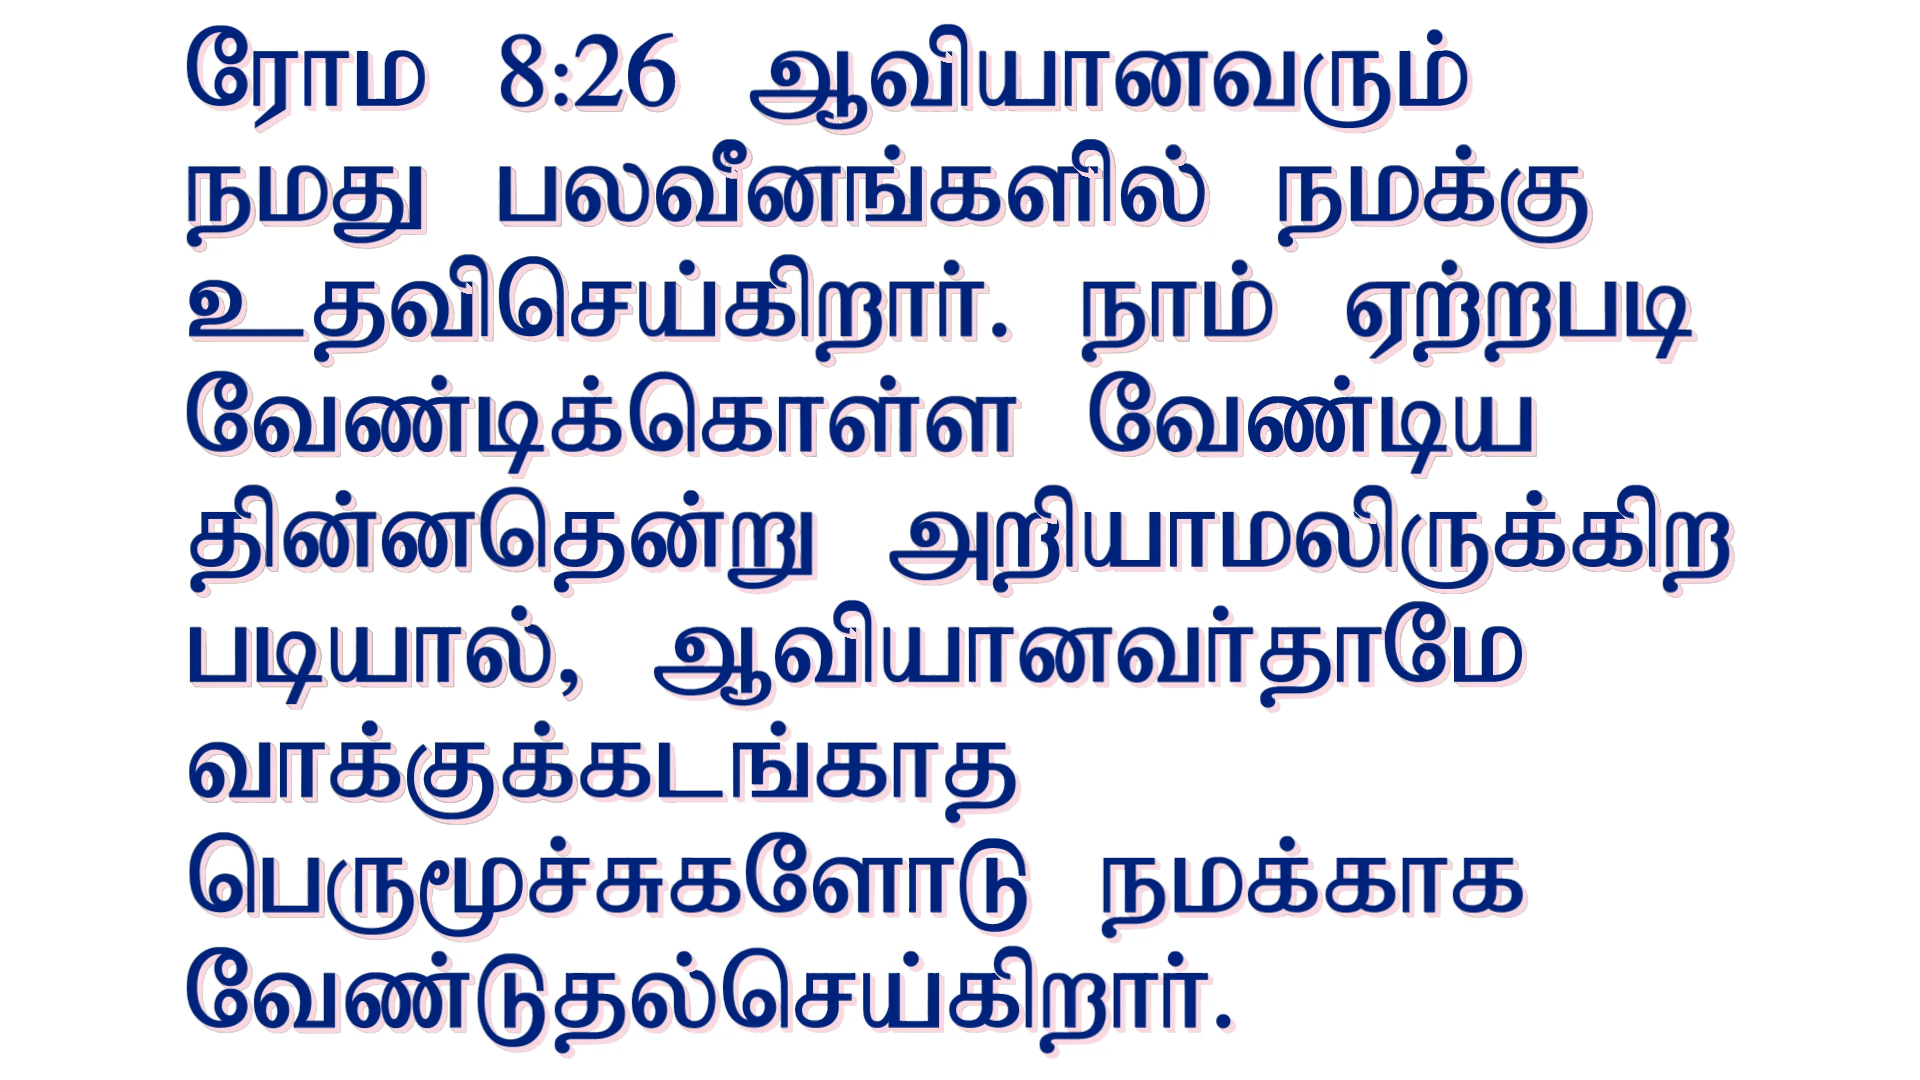 ரோம 8:26 ஆவியானவரும்
நமது பலவீனங்களில் நமக்கு
உதவிசெய்கிறார். நாம் ஏற்றபடி
வேண்டிக்கொள்ள வேண்டிய
தின்னதென்று அறியாமலிருக்கிற
படியால், ஆவியானவர்தாமே
வாக்குக்கடங்காத
பெருமூச்சுகளோடு நமக்காக
வேண்டுதல்செய்கிறார்.